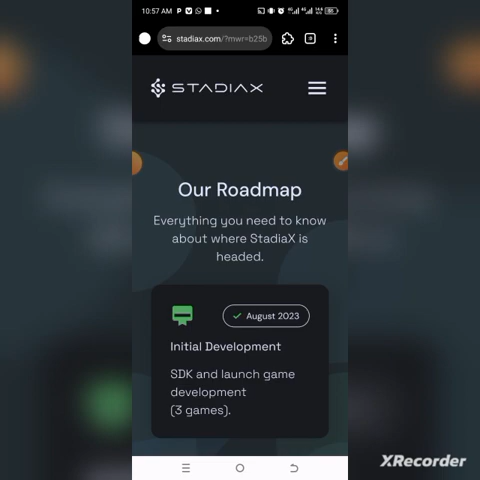 10:57 AM
stadiax.com/?mwr=b25b
STADIAX
Our Roadmap
Everything you need to know
about where StadiaX is
headed.
August 2023
Initial Development
SDK and launch game
development
(3 games).
XRecorder